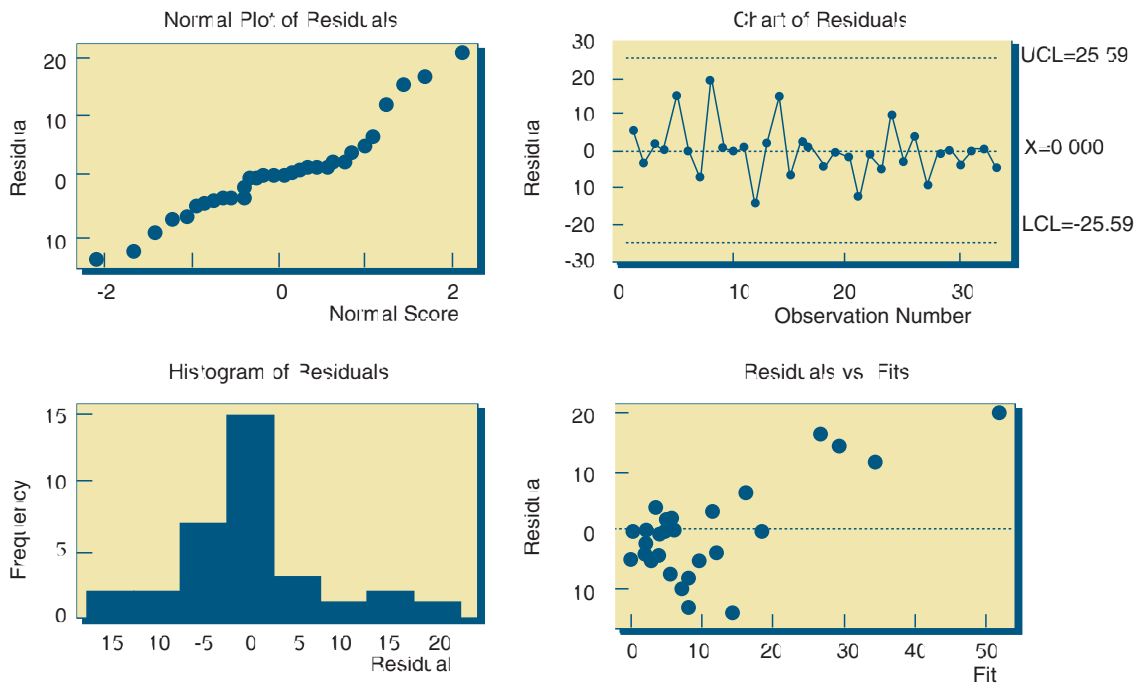 Normal Plot of Residuals
20
10
0
10
Residua
-2 0 2
Normal Score
Chart of Residuals
30
20
10
0
10
-20
-30
Residua
UCL=25 59
X=0 000
LCL=-25.59
0 10 20 30
Observation Number
Histogram of Residuals
15
10
5
0
Frequency
15 10 -5 0 5 10 15 20
Residual
Residuals vs Fits
20
10
0
10
Residua
0 10 20 30 40 50
Fit